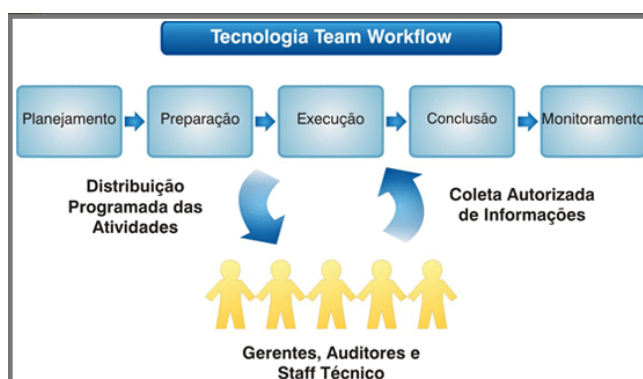 Tecnologia Team Workflow
Planejamento
Preparação
Execução
Conclusão
Monitoramento
Distribuição
Programada das
Atividades
Coleta Autorizada
de Informações
Gerentes, Auditores e
Staff Técnico